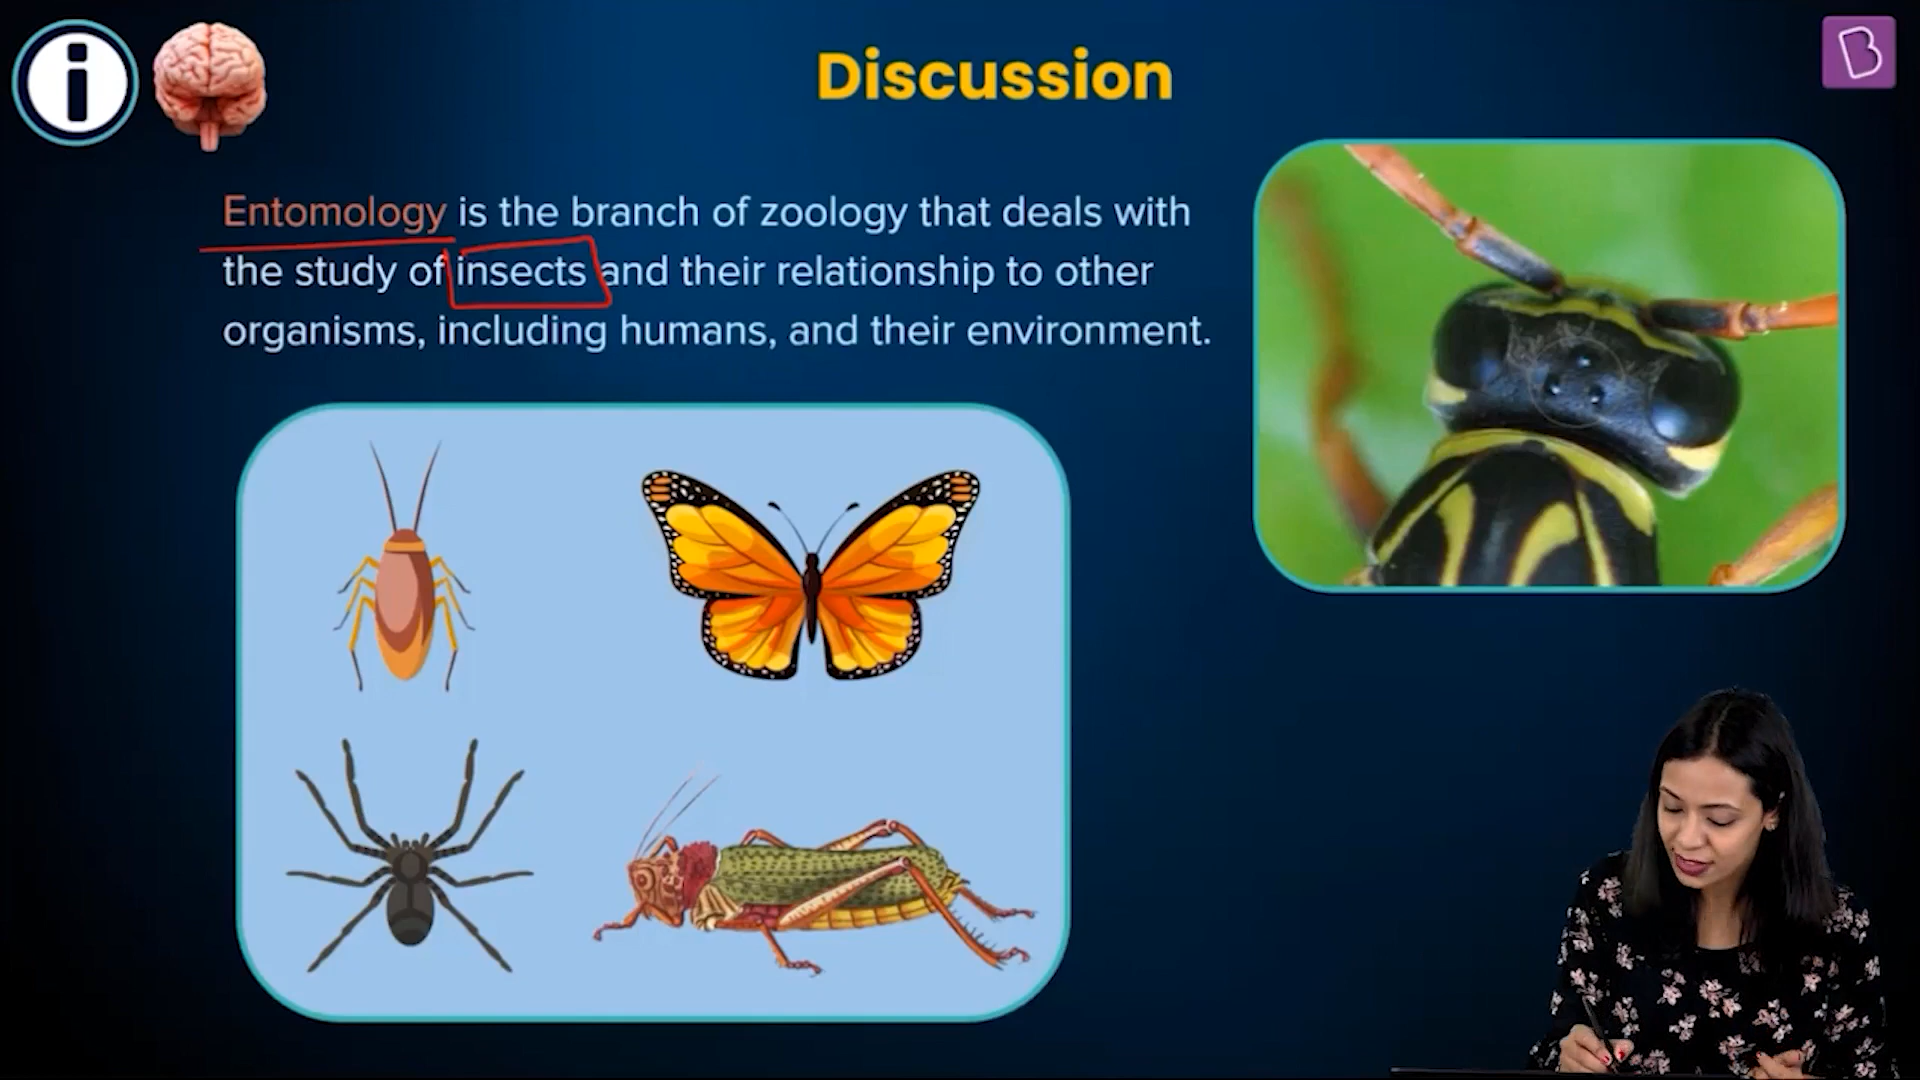 Discussion
Entomology is the branch of zoology that deals with
the study of insects and their relationship to other
organisms, including humans, and their environment.